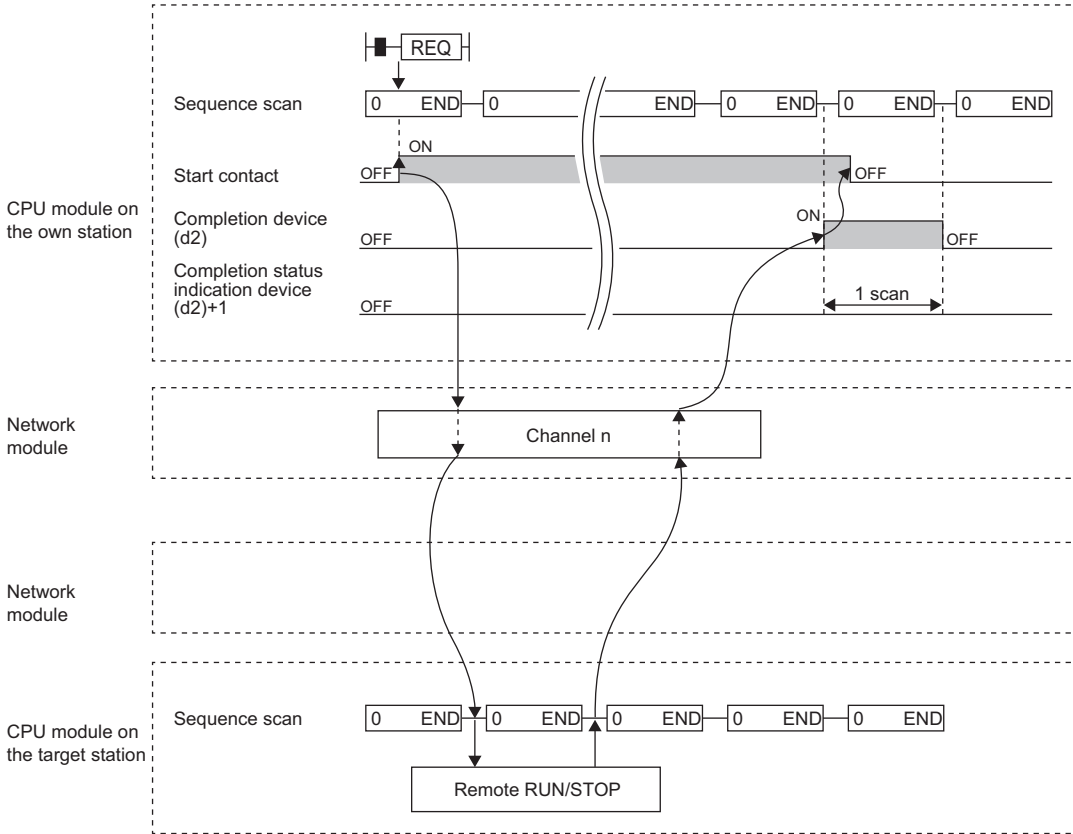 REQ
Sequence scan
0 END 0 END 0 END 0 END 0 END
ON
Start contact
OFF
OFF
CPU module on
the own station
Completion device
(d2)
ON
OFF
OFF
Completion status
indication device
(d2)+1
OFF
1 scan
Network
module
Channel n
Network
module
CPU module on
the target station
Sequence scan
0 END 0 END 0 END 0 END 0 END
Remote RUN/STOP